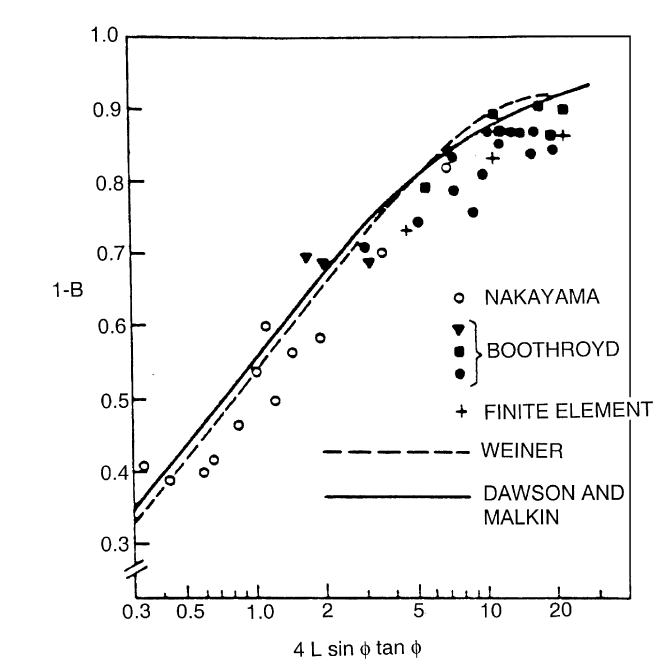 1.0
0.9
0.8
0.7
1-B
0.6
0.5
0.4
0.3
NAKAYAMA
BOOTHROYD
FINITE ELEMENT
WEINER
DAWSON AND
MALKIN
0.3 0.5 1.0 2 5 10 20
4 L sin ϕ tan ϕ